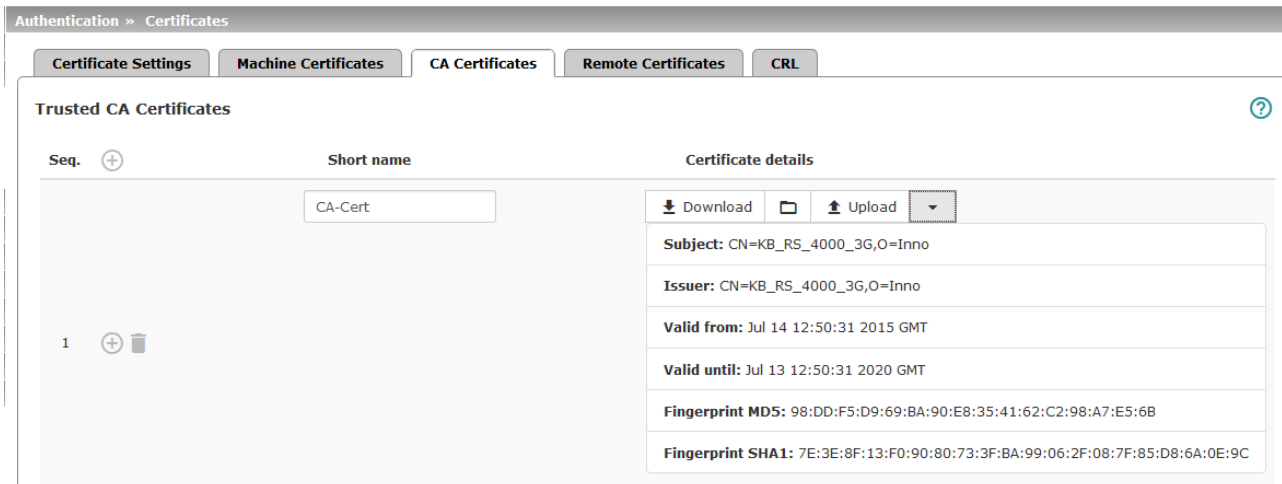 Authentication » Certificates
Certificate Settings Machine Certificates CA Certificates Remote Certificates CRL
Trusted CA Certificates
Seq. Short name Certificate details
CA-Cert Download Upload
Subject: CN=KB_RS_4000_3G,O=Inno
Issuer: CN=KB_RS_4000_3G,O=Inno
Valid from: Jul 14 12:50:31 2015 GMT
1
Valid until: Jul 13 12:50:31 2020 GMT
Fingerprint MD5: 98:DD:F5:D9:69:BA:90:E8:35:41:62:C2:98:A7:E5:6B
Fingerprint SHA1: 7E:3E:8F:13:F0:90:80:73:3F:BA:99:06:2F:08:7F:85:D8:6A:0E:9C